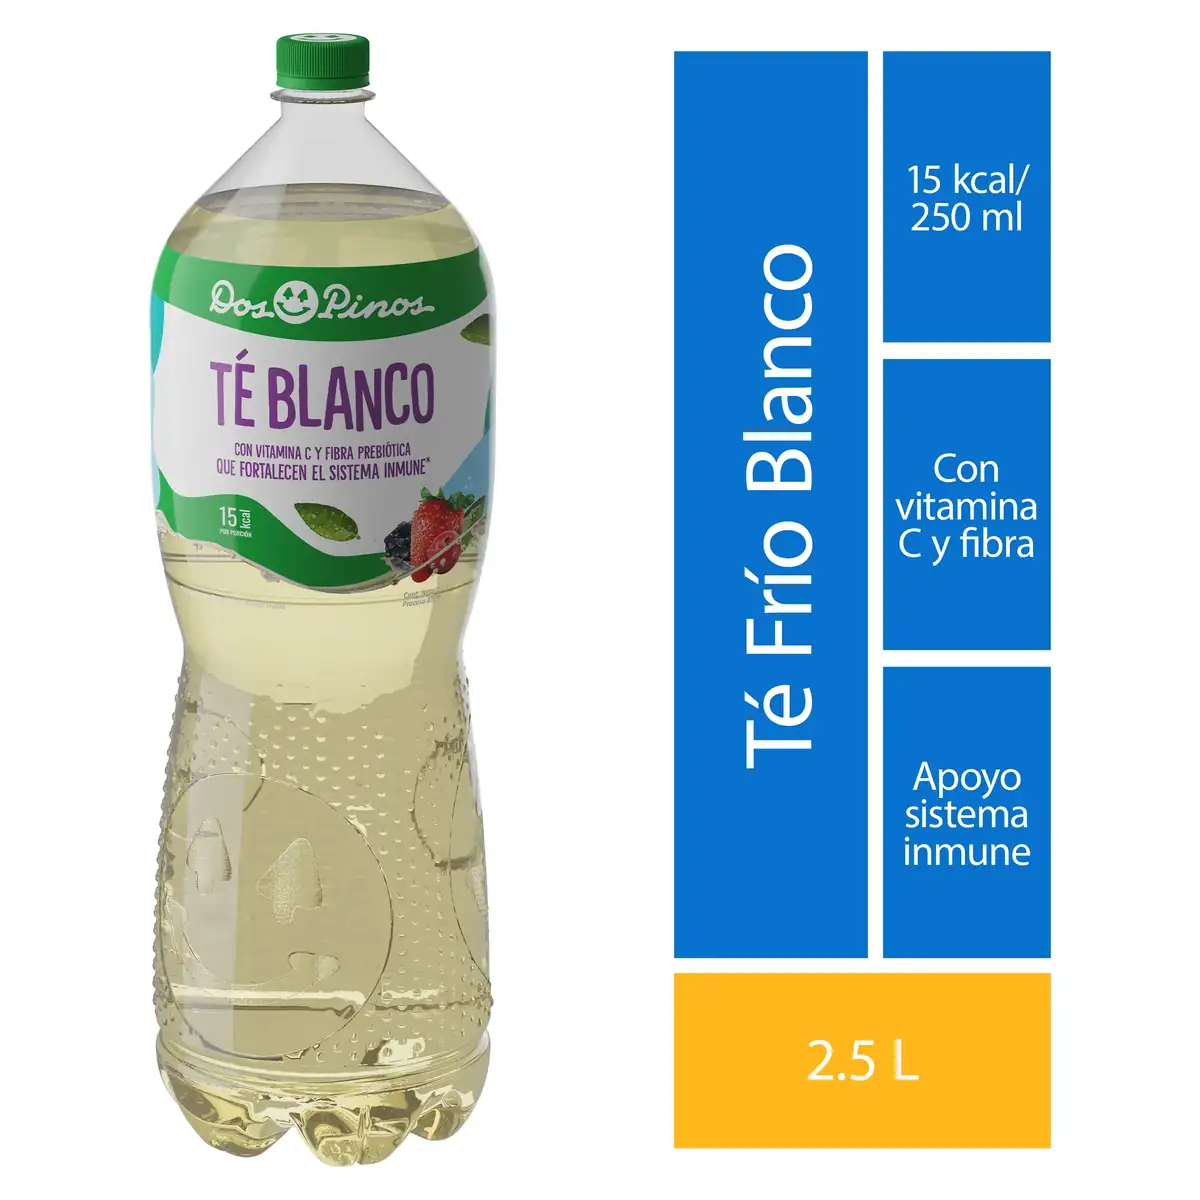 Dos Pinos
TÉ BLANCO
CON VITAMINA C Y FIBRA PREBIÓTICA
QUE FORTALECEN EL SISTEMA INMUNE*
15 kcal
POR PORCIÓN
Té Frío Blanco
15 kcal/
250 ml
Con
vitamina
C y fibra
Apoyo
sistema
inmune
2.5 L